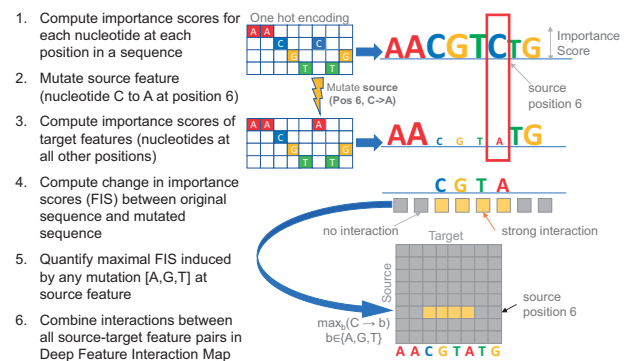 1. Compute importance scores for
each nucleotide at each
position in a sequence
2. Mutate source feature
(nucleotide C to A at position 6)
3. Compute importance scores of
target features (nucleotides at
all other positions)
4. Compute change in importance
scores (FIS) between original
sequence and mutated
sequence
5. Quantify maximal FIS induced
by any mutation [A,G,T] at
source feature
6. Combine interactions between
all source-target feature pairs in
Deep Feature Interaction Map
One hot encoding
A A
C C
G G
T T
AACGTCTG
Importance
Score
source
position 6
Mutate source
(Pos 6, C->A)
A A A
C
G G
T T
AACGTATG
C G T A
no interaction
strong interaction
Target
Source
source
position 6
maxb(C → b)
b∈{A,G,T}
A A C G T A T G